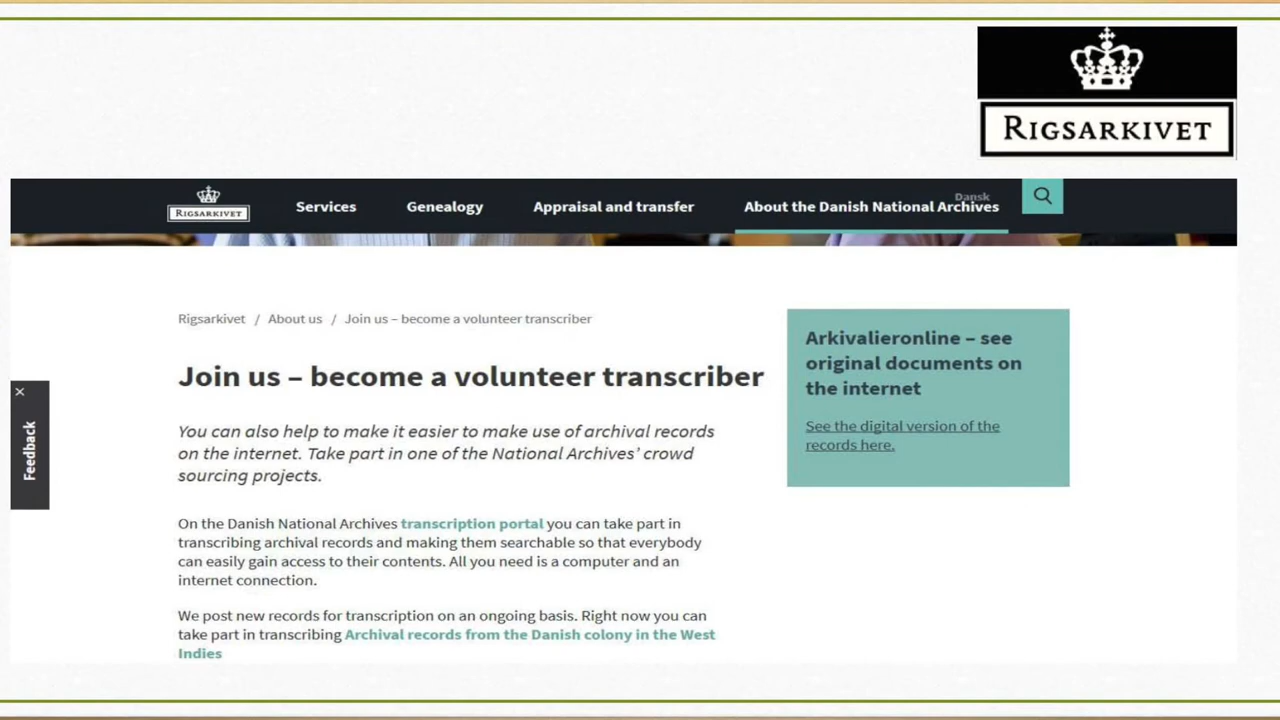 RIGSARKIVET
RIGSARKIVET
Services
Genealogy
Appraisal and transfer
Dansk
About the Danish National Archives
Rigsarkivet / About us / Join us – become a volunteer transcriber
Join us – become a volunteer transcriber
You can also help to make it easier to make use of archival records
on the internet. Take part in one of the National Archives’ crowd
sourcing projects.
On the Danish National Archives transcription portal you can take part in
transcribing archival records and making them searchable so that everybody
can easily gain access to their contents. All you need is a computer and an
internet connection.
We post new records for transcription on an ongoing basis. Right now you can
take part in transcribing Archival records from the Danish colony in the West
Indies
Arkivalieronline – see
original documents on
the internet
See the digital version of the
records here.
× Feedback